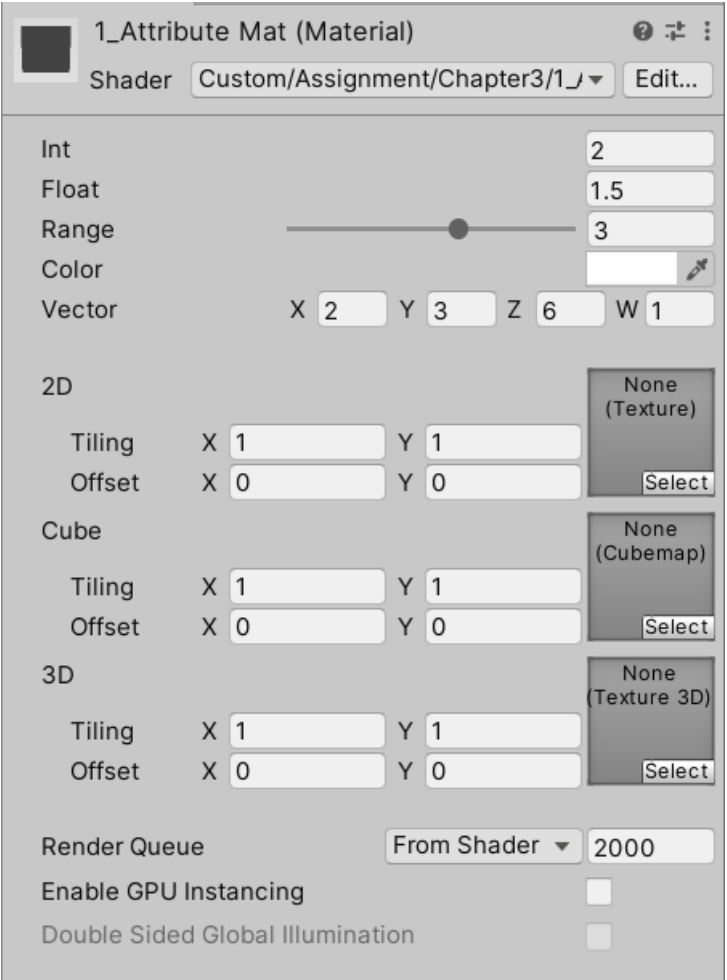 1_Attribute Mat (Material)
Shader Custom/Assignment/Chapter3/1_ Edit...
Int 2
Float 1.5
Range 3
Color
Vector X 2 Y 3 Z 6 W 1
2D None
(Texture)
Tiling X 1 Y 1
Offset X 0 Y 0 Select
Cube None
(Cubemap)
Tiling X 1 Y 1
Offset X 0 Y 0 Select
3D None
(Texture 3D)
Tiling X 1 Y 1
Offset X 0 Y 0 Select
Render Queue From Shader 2000
Enable GPU Instancing
Double Sided Global Illumination